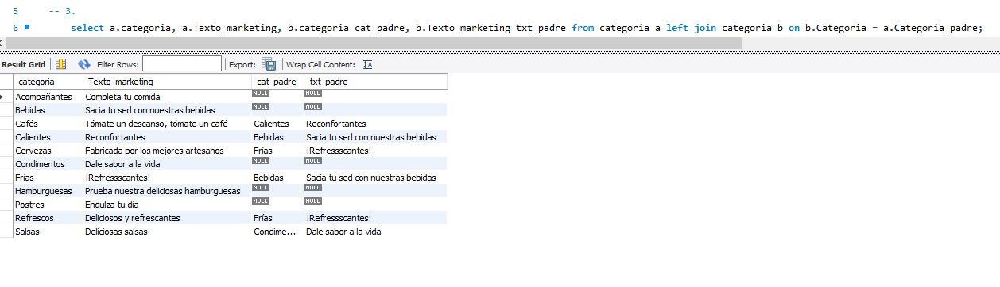 5 -- 3.
6 select a.categoria, a.Texto_marketing, b.categoria cat_padre, b.Texto_marketing txt_padre from categoria a left join categoria b on b.Categoria = a.Categoria_padre;
Result Grid Filter Rows: Export: Wrap Cell Content: IA
categoria Texto_marketing cat_padre txt_padre
Acompañantes Completa tu comida NULL NULL
Bebidas Sacia tu sed con nuestras bebidas NULL NULL
Cafés Tómate un descanso, tómate un café Calientes Reconfortantes
Calientes Reconfortantes Bebidas Sacia tu sed con nuestras bebidas
Cervezas Fabricada por los mejores artesanos Frías ¡Refressscantes!
Condimentos Dale sabor a la vida NULL NULL
Frías ¡Refressscantes! Bebidas Sacia tu sed con nuestras bebidas
Hamburguesas Prueba nuestra deliciosas hamburguesas NULL NULL
Postres Endulza tu día NULL NULL
Refrescos Deliciosos y refrescantes Frías ¡Refressscantes!
Salsas Deliciosas salsas Condime... Dale sabor a la vida